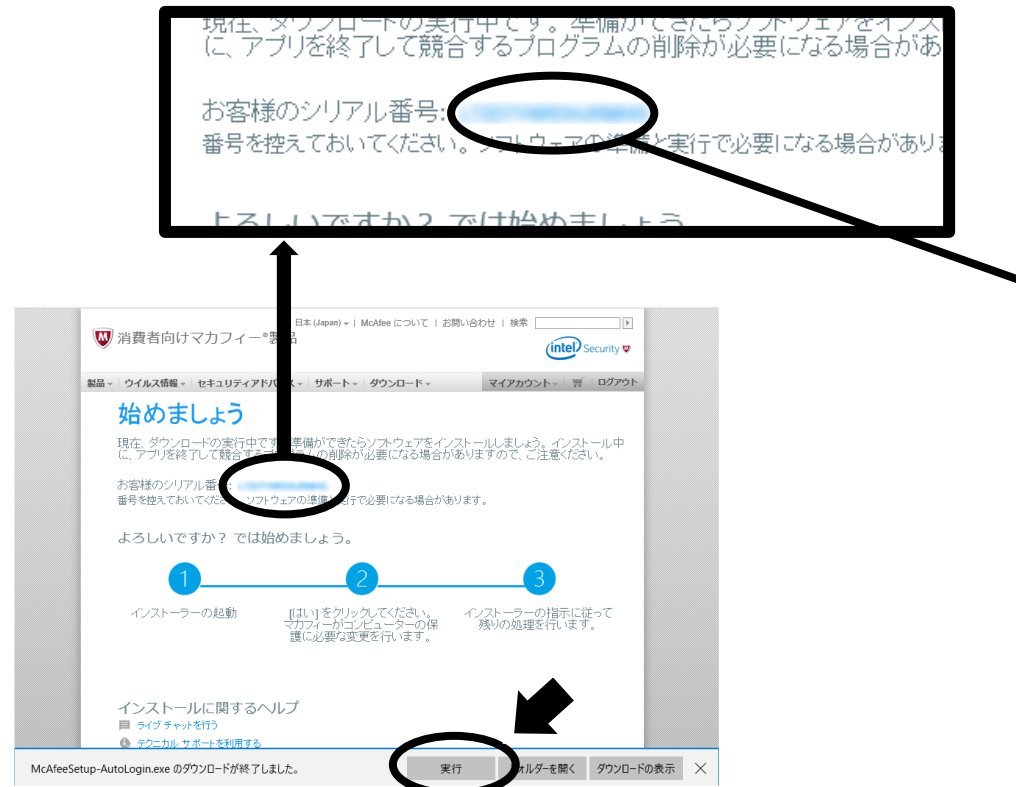 現在、ダウンロードの実行中です。準備ができたらソフトウェアをインス
に、アプリを終了して競合するプログラムの削除が必要になる場合があ
お客様のシリアル番号:
番号を控えておいてください。ソフトウェアの準備と実行で必要になる場合があります
よろしいですか? では始めましょう
日本 (Japan) | McAfee について | お問い合わせ | 検索
M 消費者向けマカフィー®製品
intel Security
製品 ウイルス情報 セキュリティアドバイス サポート ダウンロード マイアカウント ログアウト
始めましょう
現在、ダウンロードの実行中です。準備ができたらソフトウェアをインストールしましょう。インストール中
に、アプリを終了して競合するプログラムの削除が必要になる場合がありますので、ご注意ください。
お客様のシリアル番号:
番号を控えておいてください。ソフトウェアの準備と実行で必要になる場合があります。
よろしいですか? では始めましょう。
1 2 3
インストーラーの起動
[はい] をクリックしてください。
マカフィーがコンピューターの保
護に必要な変更を行います。
インストーラーの指示に従って
残りの処理を行います。
インストールに関するヘルプ
ライブ チャットを行う
テクニカル サポートを利用する
McAfeeSetup-AutoLogin.exe のダウンロードが終了しました。 実行 フォルダーを開く ダウンロードの表示